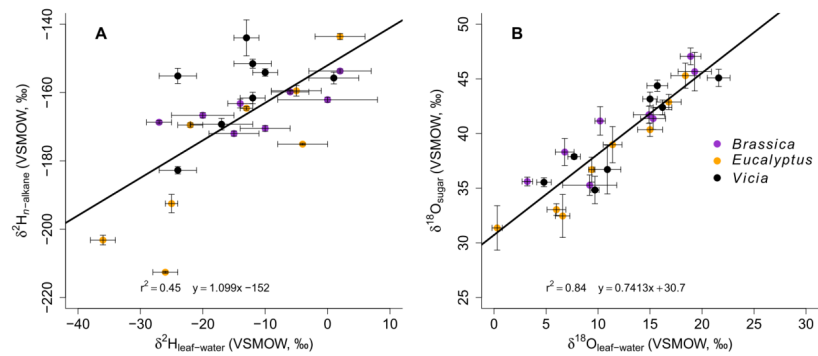 A
−140
−160
−180
−200
−220
δ²Hn−alkane (VSMOW, ‰)
r² = 0.45 y = 1.099x −152
−40 −30 −20 −10 0 10
δ²Hleaf−water (VSMOW, ‰)
B
50
45
40
35
30
25
δ¹⁸Osugar (VSMOW, ‰)
Brassica
Eucalyptus
Vicia
r² = 0.84 y = 0.7413x + 30.7
0 5 10 15 20 25 30
δ¹⁸Oleaf−water (VSMOW, ‰)